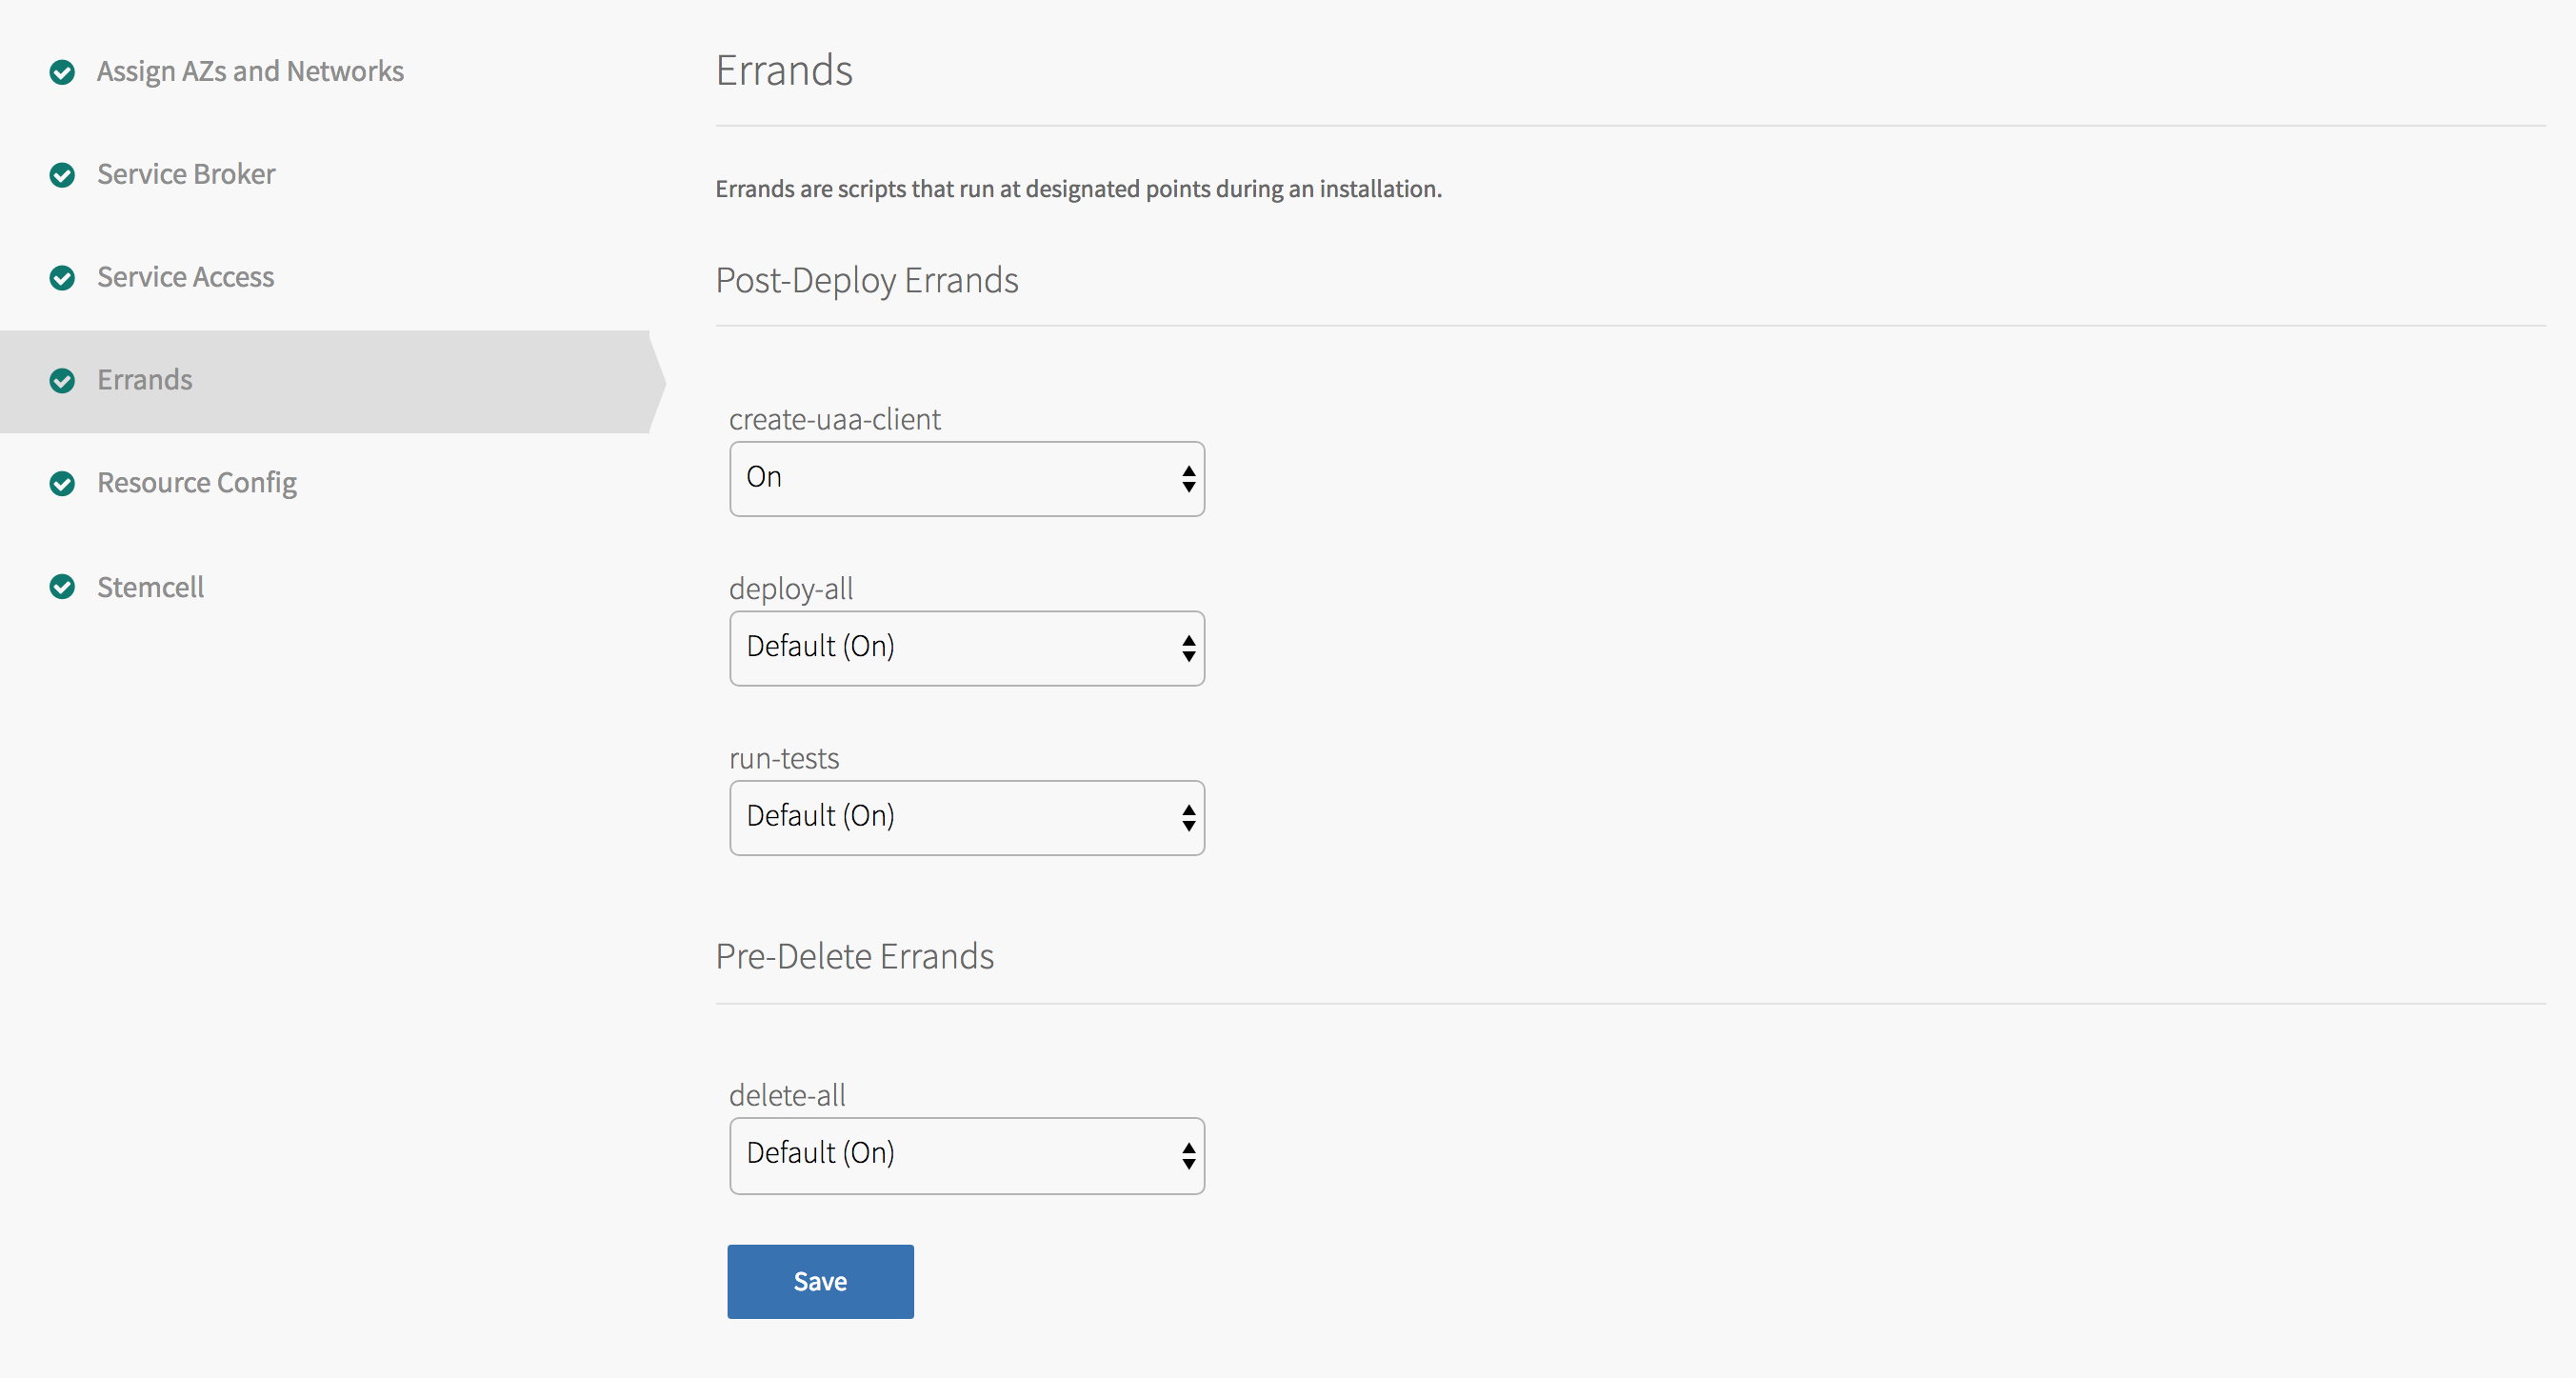 Assign AZs and Networks
Service Broker
Service Access
Errands
Resource Config
Stemcell
Errands
Errands are scripts that run at designated points during an installation.
Post-Deploy Errands
create-uaa-client
On
deploy-all
Default (On)
run-tests
Default (On)
Pre-Delete Errands
delete-all
Default (On)
Save